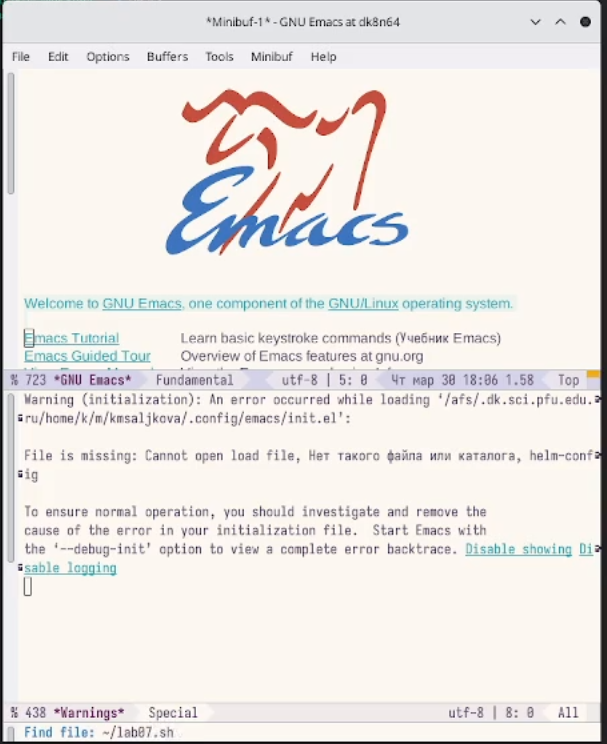 *Minibuf-1* - GNU Emacs at dk8n64
File Edit Options Buffers Tools Minibuf Help
Emacs
Welcome to GNU Emacs, one component of the GNU/Linux operating system.
Emacs Tutorial Learn basic keystroke commands (Учебник Emacs)
Emacs Guided Tour Overview of Emacs features at gnu.org
% 723 *GNU Emacs* Fundamental utf-8 | 5: 0 Чт мар 30 18:06 1.58 Top
Warning (initialization): An error occurred while loading ‘/afs/.dk.sci.pfu.edu.
ru/home/k/m/kmsaljkova/.config/emacs/init.el’:
File is missing: Cannot open load file, Нет такого файла или каталога, helm-conf
ig
To ensure normal operation, you should investigate and remove the
cause of the error in your initialization file. Start Emacs with
the ‘--debug-init’ option to view a complete error backtrace. Disable showing Di
sable logging
% 438 *Warnings* Special utf-8 | 8: 0 All
Find file: ~/lab07.sh